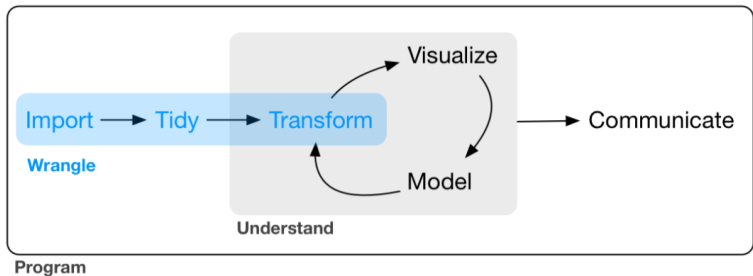 Visualize
Import
Tidy
Transform
Communicate
Wrangle
Model
Understand
Program